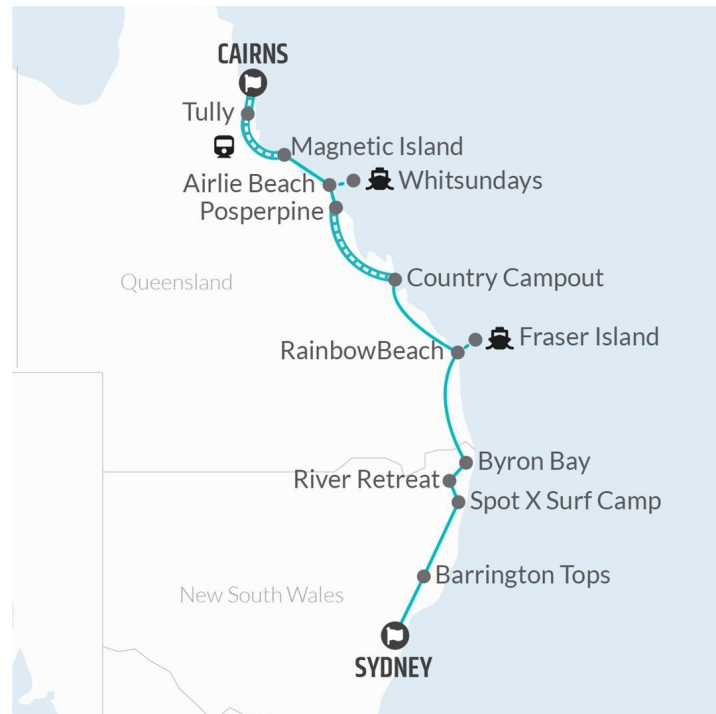 CAIRNS
Tully
Magnetic Island
Airlie Beach
Whitsundays
Posperpine
Queensland
Country Campout
Fraser Island
RainbowBeach
Byron Bay
River Retreat
Spot X Surf Camp
Barrington Tops
New South Wales
SYDNEY